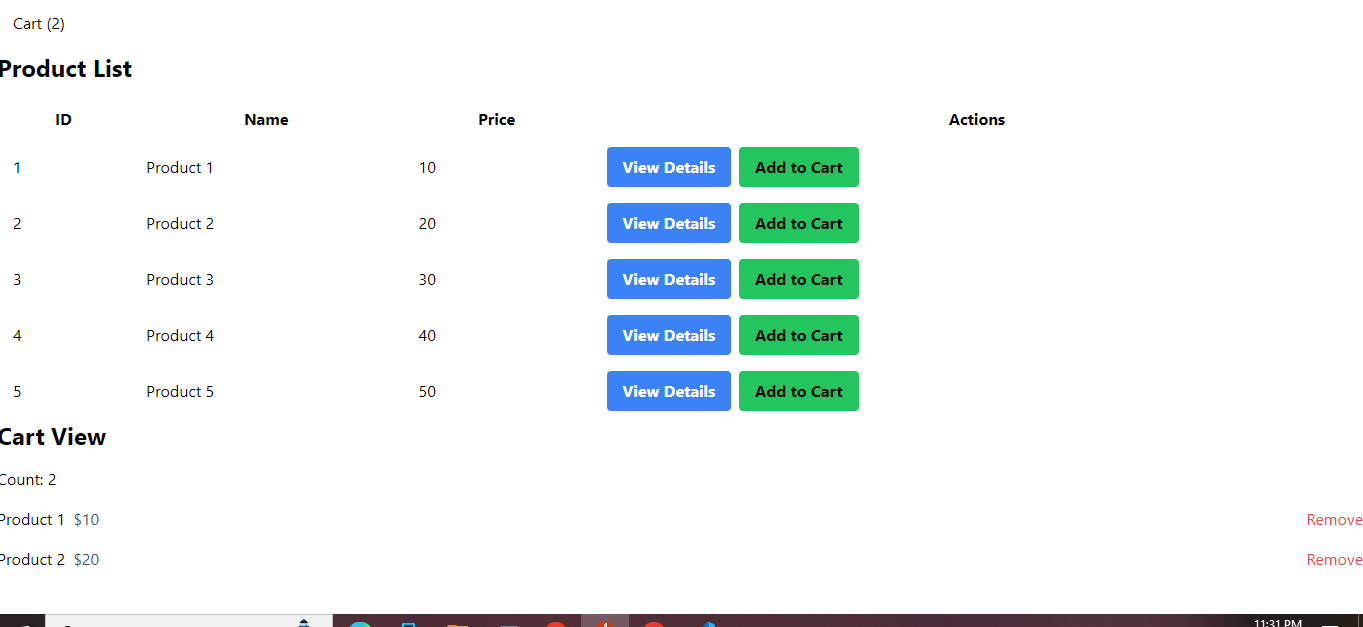 Cart (2)
Product List
ID Name Price Actions
1 Product 1 10 View Details Add to Cart
2 Product 2 20 View Details Add to Cart
3 Product 3 30 View Details Add to Cart
4 Product 4 40 View Details Add to Cart
5 Product 5 50 View Details Add to Cart
Cart View
Count: 2
Product 1 $10 Remove
Product 2 $20 Remove
11:31 PM